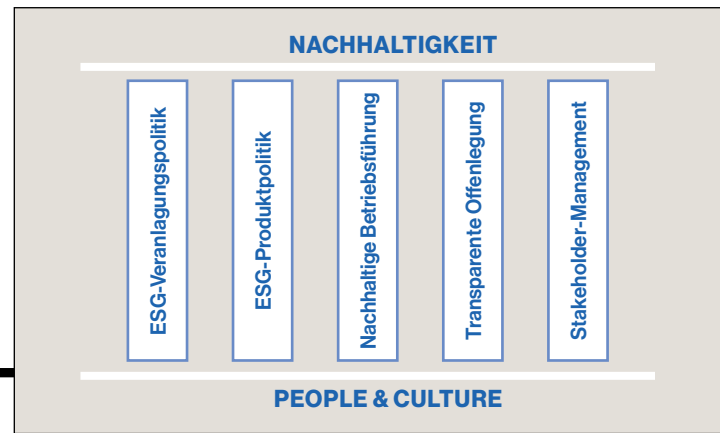 NACHHALTIGKEIT
ESG-Veranlagungspolitik
ESG-Produktpolitik
Nachhaltige Betriebsführung
Transparente Offenlegung
Stakeholder-Management
PEOPLE & CULTURE